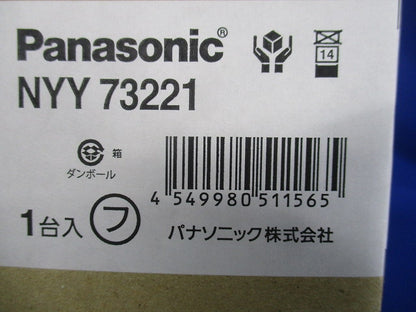 Panasonic®
14
NYY 73221
箱
ダンボール
4 549980 511565
1台入 フ
パナソニック株式会社